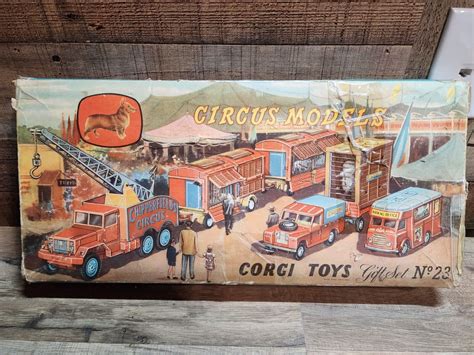 CIRCUS MODELS
CHIPPERFIELDS
CIRCUS
CORGI TOYS Gift Set Nº 23